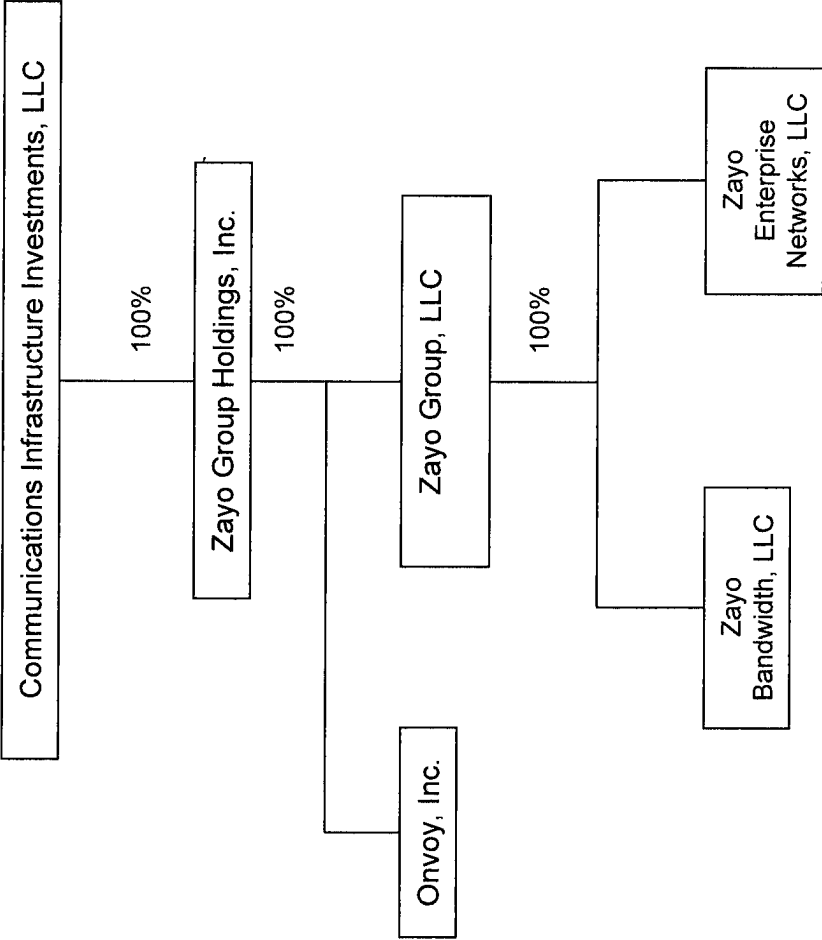 Communications Infrastructure Investments, LLC
100%
Zayo Group Holdings, Inc.
100%
Onvoy, Inc.
Zayo Group, LLC
100%
Zayo
Bandwidth, LLC
Zayo
Enterprise
Networks, LLC